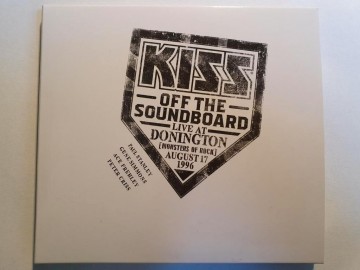 KISS
OFF THE
SOUNDBOARD
LIVE AT
DONINGTON
[MONSTERS OF ROCK]
AUGUST 17
1996
PAUL STANLEY
GENE SIMMONS
ACE FREHLEY
PETER CRISS